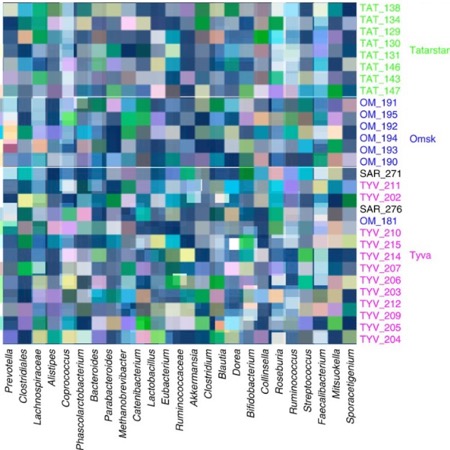 TAT_138
TAT_134
TAT_129
TAT_130
TAT_131
TAT_146
TAT_143
TAT_147
Tatarstar
OM_191
OM_195
OM_192
OM_194
OM_193
OM_190
Omsk
SAR_271
TYV_211
TYV_202
SAR_276
OM_181
TYV_210
TYV_215
TYV_214
TYV_207
TYV_206
TYV_203
TYV_212
TYV_209
TYV_205
TYV_204
Tyva
Prevotella
Clostridiales
Lachnospiraceae
Alistipes
Coprococcus
Phascolarctobacterium
Bacteroides
Parabacteroides
Methanobrevibacter
Catenibacterium
Lactobacillus
Eubacterium
Ruminococcaceae
Akkermansia
Clostridium
Blautia
Dorea
Bifidobacterium
Collinsella
Roseburia
Ruminococcus
Streptococcus
Faecalibacterium
Mitsuokella
Sporacetigenium